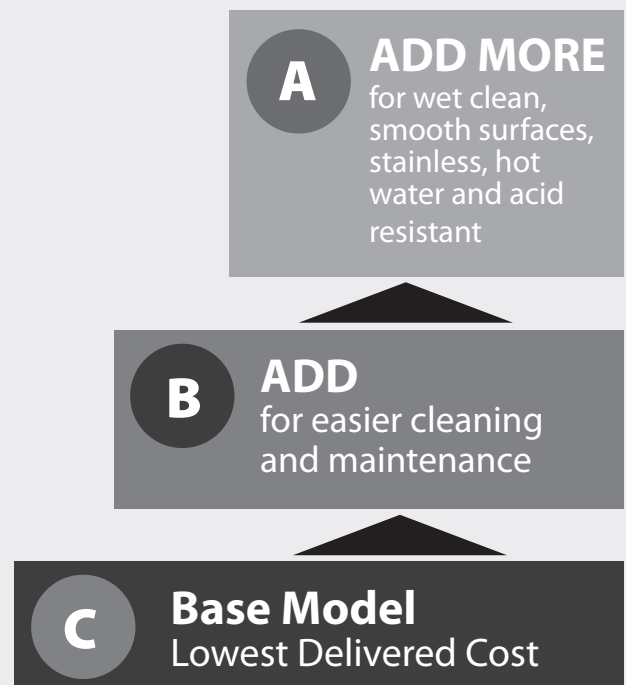 A
ADD MORE
for wet clean,
smooth surfaces,
stainless, hot
water and acid
resistant
B
ADD
for easier cleaning
and maintenance
C
Base Model
Lowest Delivered Cost